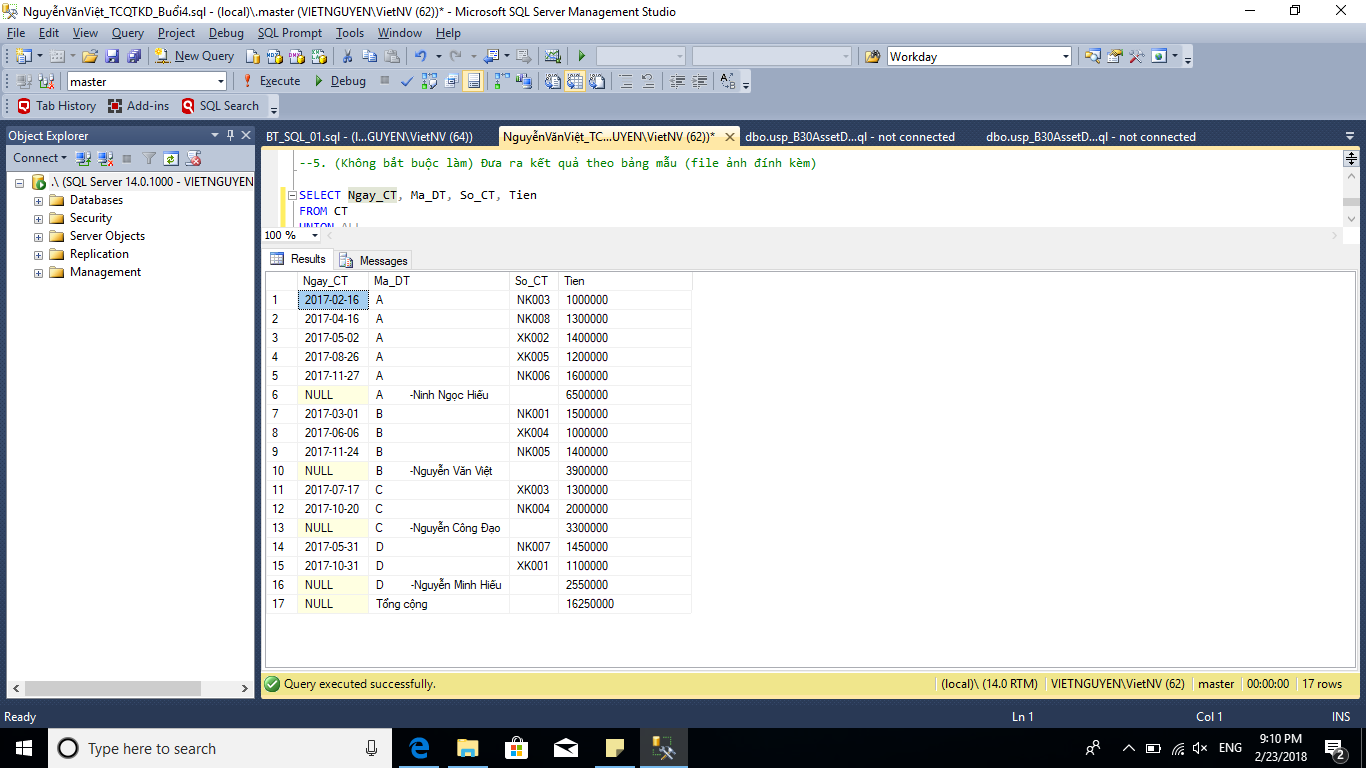 NguyễnVănViệt_TCQTKD_Buổi4.sql - (local)\.master (VIETNGUYEN\VietNV (62))* - Microsoft SQL Server Management Studio
File Edit View Query Project Debug SQL Prompt Tools Window Help
New Query Workday
master Execute Debug
Tab History Add-ins SQL Search
Object Explorer
Connect
.\ (SQL Server 14.0.1000 - VIETNGUYEN
Databases
Security
Server Objects
Replication
Management
BT_SQL_01.sql - (l...GUYEN\VietNV (64)) NguyễnVănViệt_TC...UYEN\VietNV (62))* dbo.usp_B30AssetD...ql - not connected dbo.usp_B30AssetD...ql - not connected
--5. (Không bắt buộc làm) Đưa ra kết quả theo bảng mẫu (file ảnh đính kèm)
SELECT Ngay_CT, Ma_DT, So_CT, Tien
FROM CT
UNION ALL
100 %
Results Messages
Ngay_CT Ma_DT So_CT Tien
1 2017-02-16 A NK003 1000000
2 2017-04-16 A NK008 1300000
3 2017-05-02 A XK002 1400000
4 2017-08-26 A XK005 1200000
5 2017-11-27 A NK006 1600000
6 NULL A -Ninh Ngọc Hiếu 6500000
7 2017-03-01 B NK001 1500000
8 2017-06-06 B XK004 1000000
9 2017-11-24 B NK005 1400000
10 NULL B -Nguyễn Văn Việt 3900000
11 2017-07-17 C XK003 1300000
12 2017-10-20 C NK004 2000000
13 NULL C -Nguyễn Công Đạo 3300000
14 2017-05-31 D NK007 1450000
15 2017-10-31 D XK001 1100000
16 NULL D -Nguyễn Minh Hiếu 2550000
17 NULL Tổng cộng 16250000
Query executed successfully. (local)\ (14.0 RTM) VIETNGUYEN\VietNV (62) master 00:00:00 17 rows
Ready Ln 1 Col 1 INS
Type here to search ENG 9:10 PM
2/23/2018 2